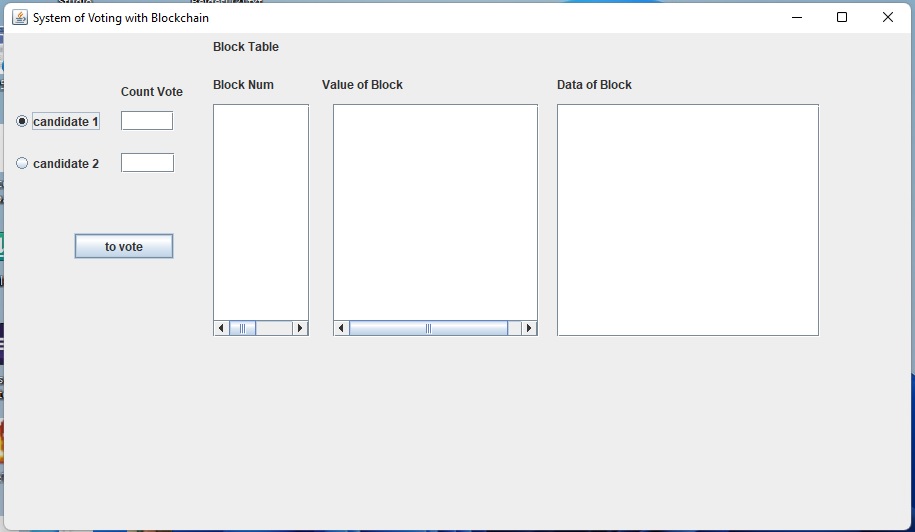 System of Voting with Blockchain
Block Table
Count Vote
Block Num
Value of Block
Data of Block
candidate 1
candidate 2
to vote